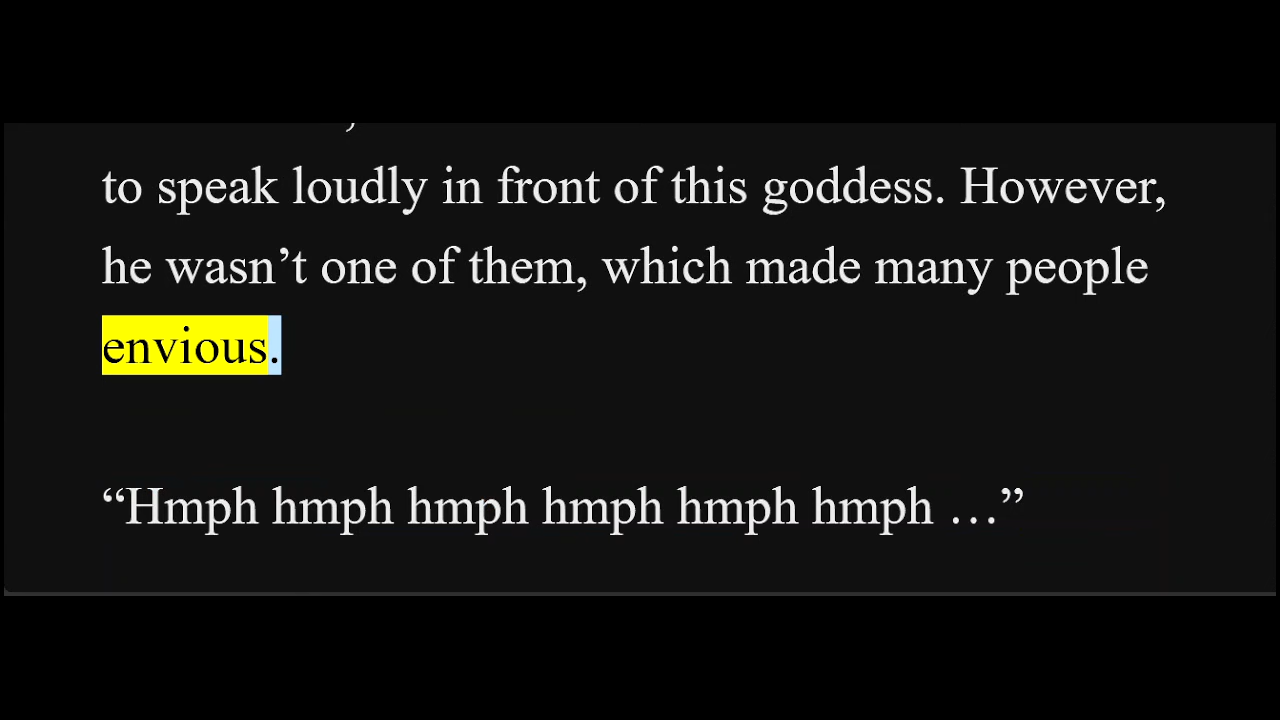 to speak loudly in front of this goddess. However,
he wasn’t one of them, which made many people
envious.
“Hmph hmph hmph hmph hmph hmph …”